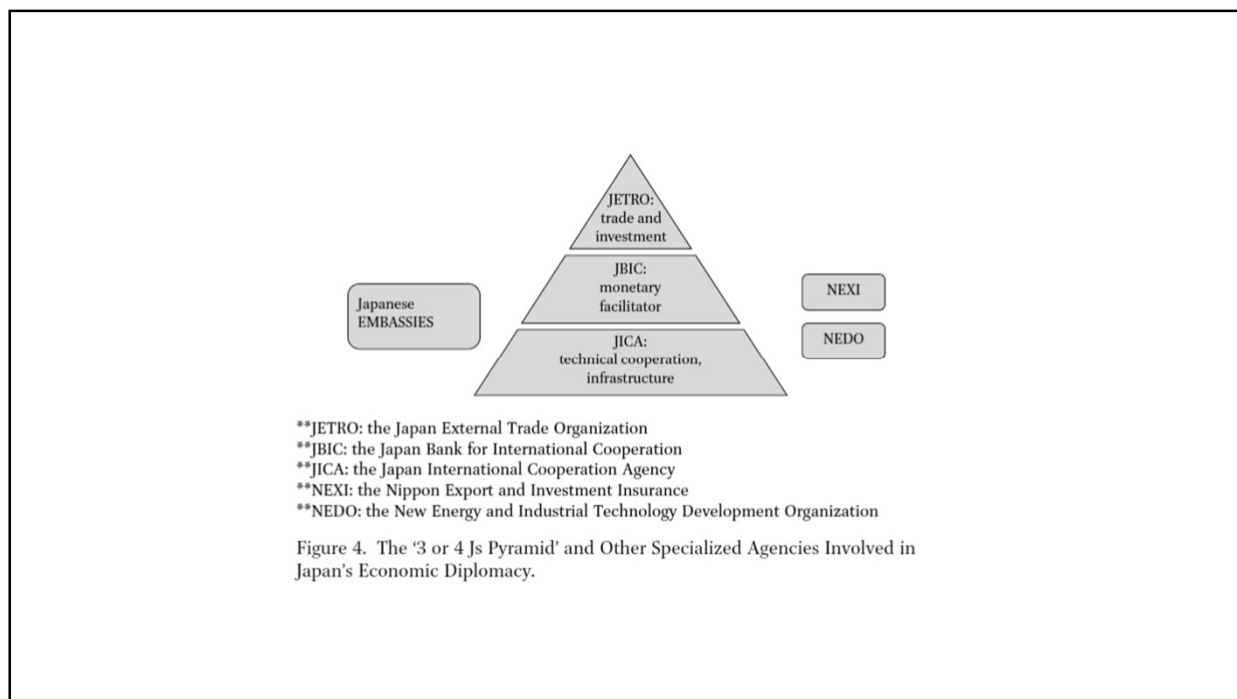 JETRO:
trade and
investment
JBIC:
monetary
facilitator
JICA:
technical cooperation,
infrastructure
Japanese
EMBASSIES
NEXI
NEDO
**JETRO: the Japan External Trade Organization
**JBIC: the Japan Bank for International Cooperation
**JICA: the Japan International Cooperation Agency
**NEXI: the Nippon Export and Investment Insurance
**NEDO: the New Energy and Industrial Technology Development Organization
Figure 4. The ‘3 or 4 Js Pyramid’ and Other Specialized Agencies Involved in
Japan’s Economic Diplomacy.